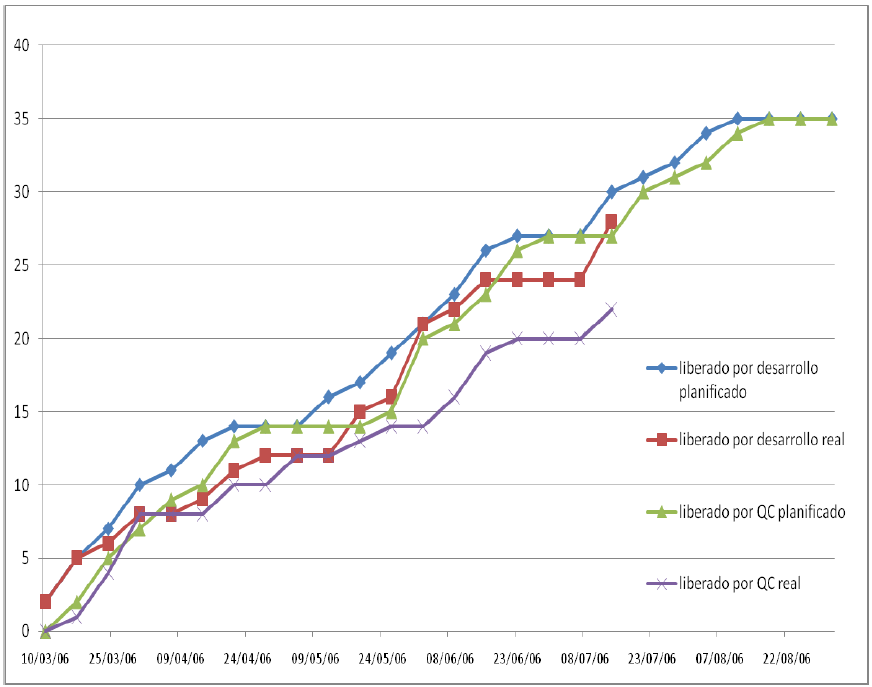 40
35
30
25
20
15
10
5
0
10/03/06 25/03/06 09/04/06 24/04/06 09/05/06 24/05/06 08/06/06 23/06/06 08/07/06 23/07/06 07/08/06 22/08/06
liberado por desarrollo
planificado
liberado por desarrollo real
liberado por QC planificado
liberado por QC real